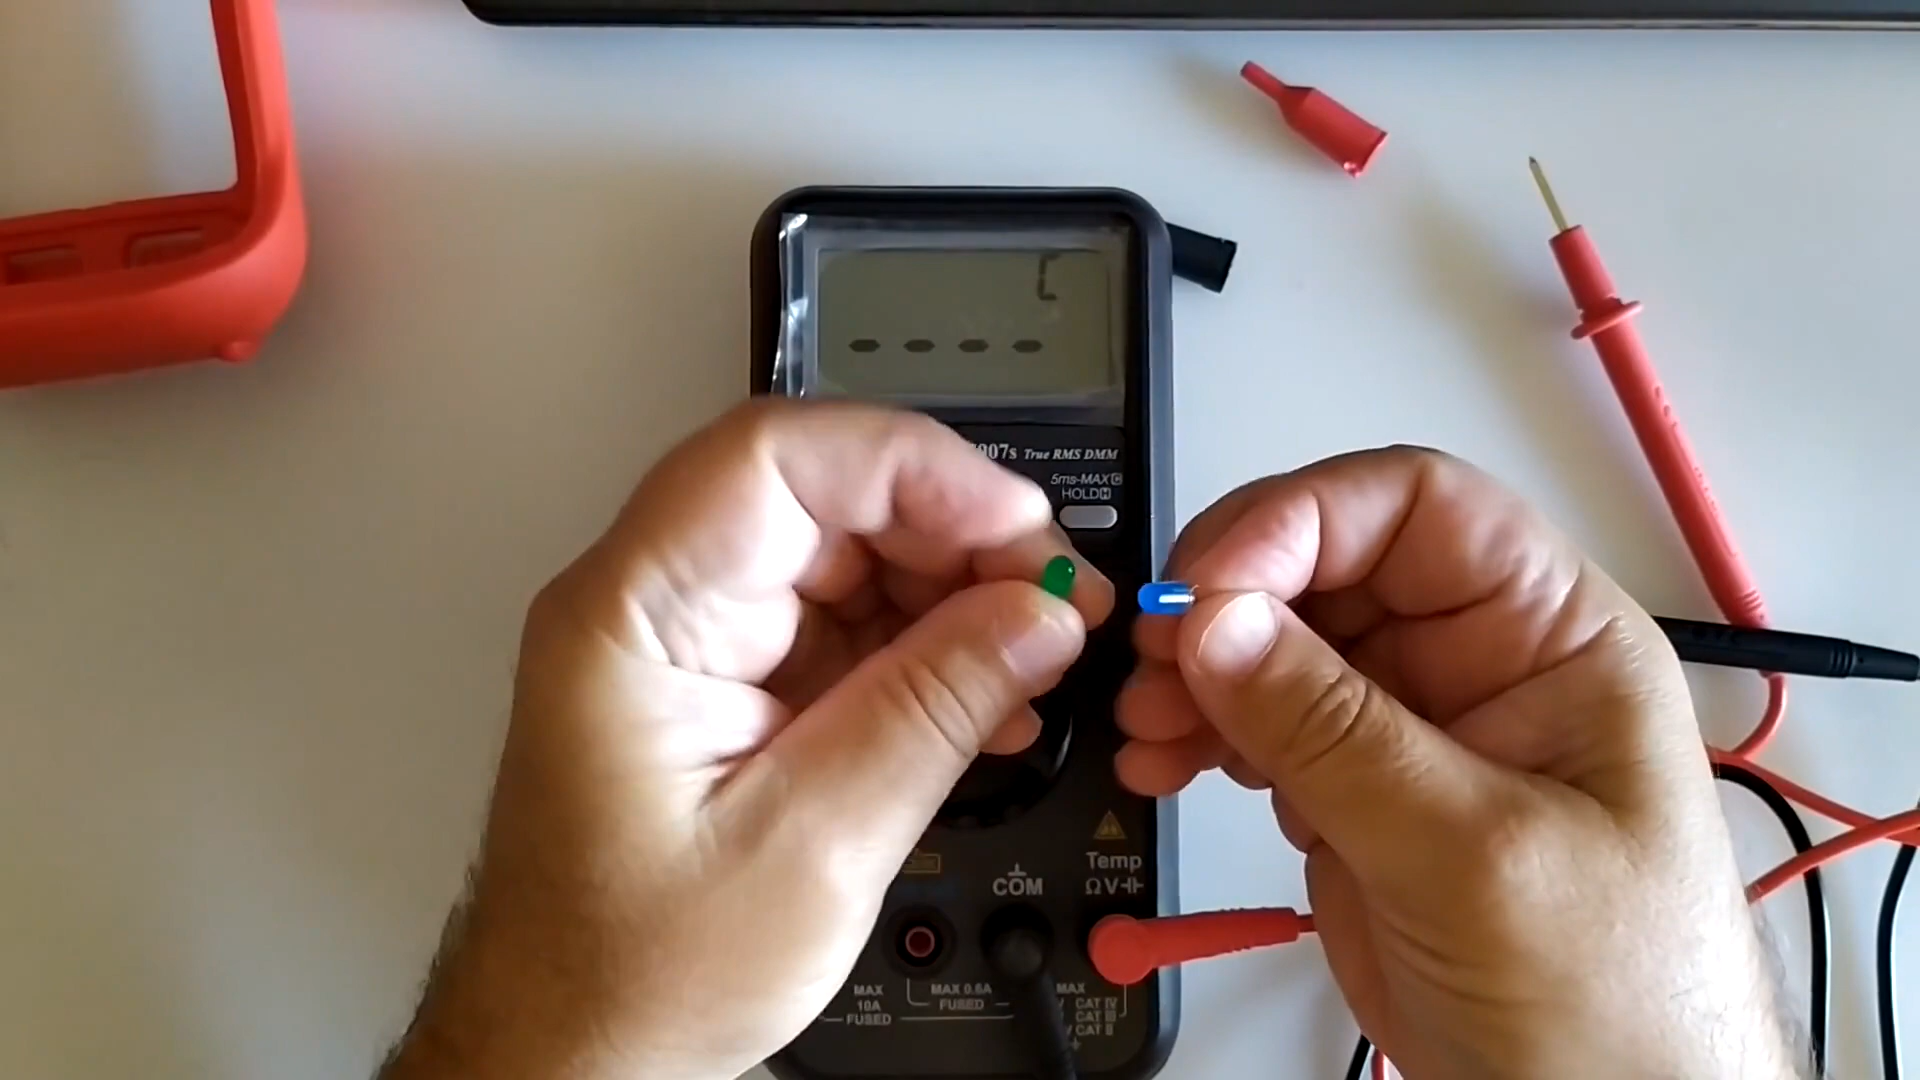 C
- - - -
007s True RMS DMM
5ms-MAX C
HOLD H
Temp
COM
ΩV
MAX
10A
FUSED
MAX 0.6A
FUSED
MAX
CAT IV
CAT III
V CAT II